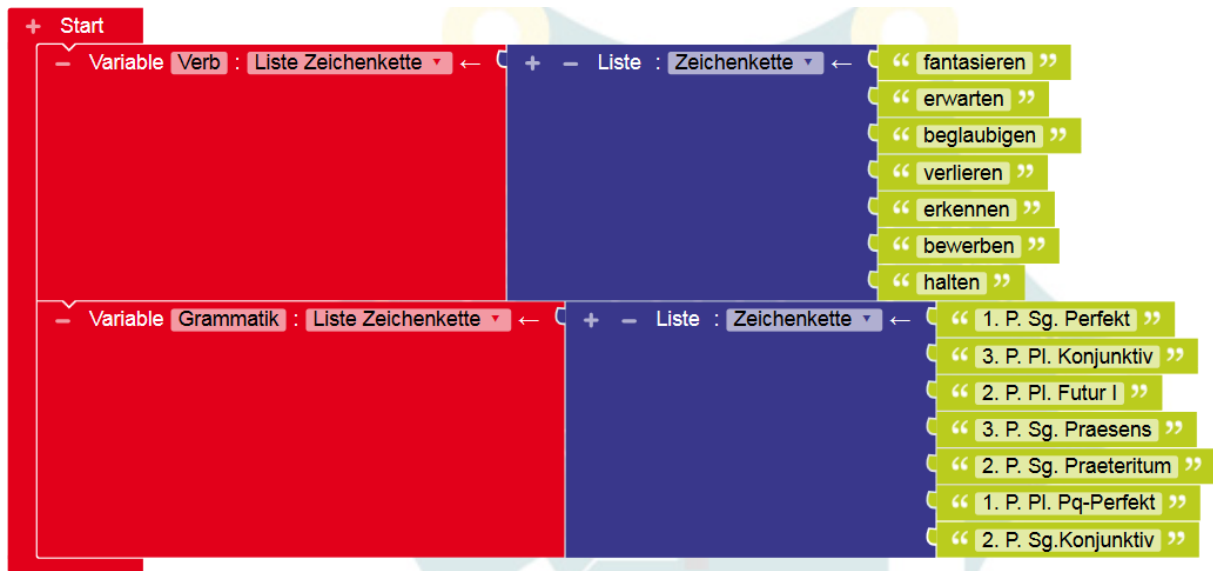 + Start
– Variable Verb : Liste Zeichenkette ▾ ← + – Liste : Zeichenkette ▾ ← “ fantasieren ”
“ erwarten ”
“ beglaubigen ”
“ verlieren ”
“ erkennen ”
“ bewerben ”
“ halten ”
– Variable Grammatik : Liste Zeichenkette ▾ ← + – Liste : Zeichenkette ▾ ← “ 1. P. Sg. Perfekt ”
“ 3. P. Pl. Konjunktiv ”
“ 2. P. Pl. Futur I ”
“ 3. P. Sg. Praesens ”
“ 2. P. Sg. Praeteritum ”
“ 1. P. Pl. Pq-Perfekt ”
“ 2. P. Sg.Konjunktiv ”